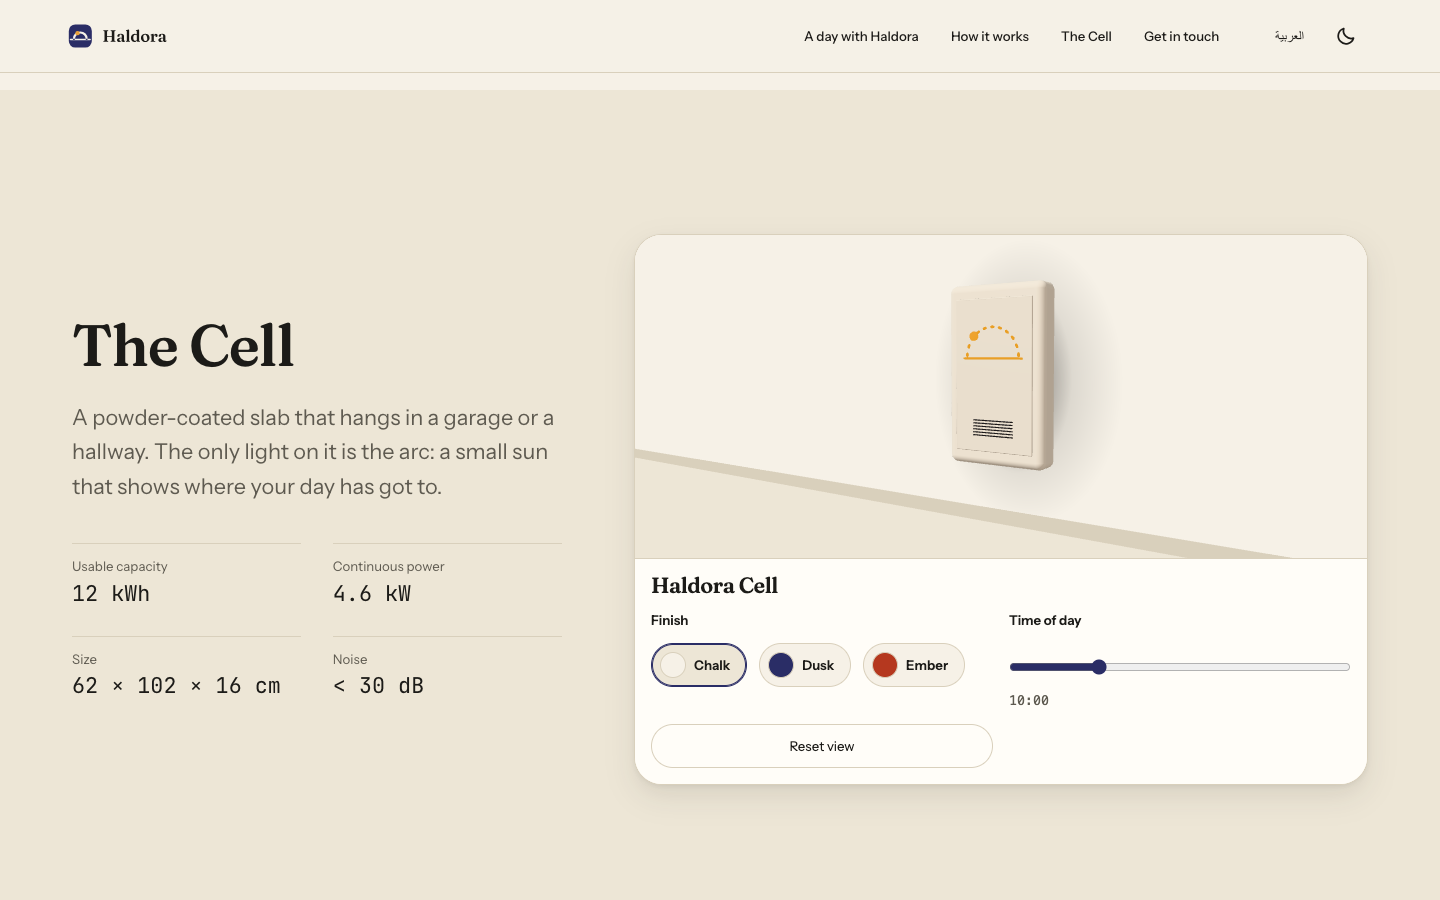 Haldora
A day with Haldora
How it works
The Cell
Get in touch
العربية
The Cell
A powder-coated slab that hangs in a garage or a
hallway. The only light on it is the arc: a small sun
that shows where your day has got to.
Usable capacity
12 kWh
Continuous power
4.6 kW
Size
62 × 102 × 16 cm
Noise
< 30 dB
Haldora Cell
Finish
Chalk
Dusk
Ember
Time of day
10:00
Reset view